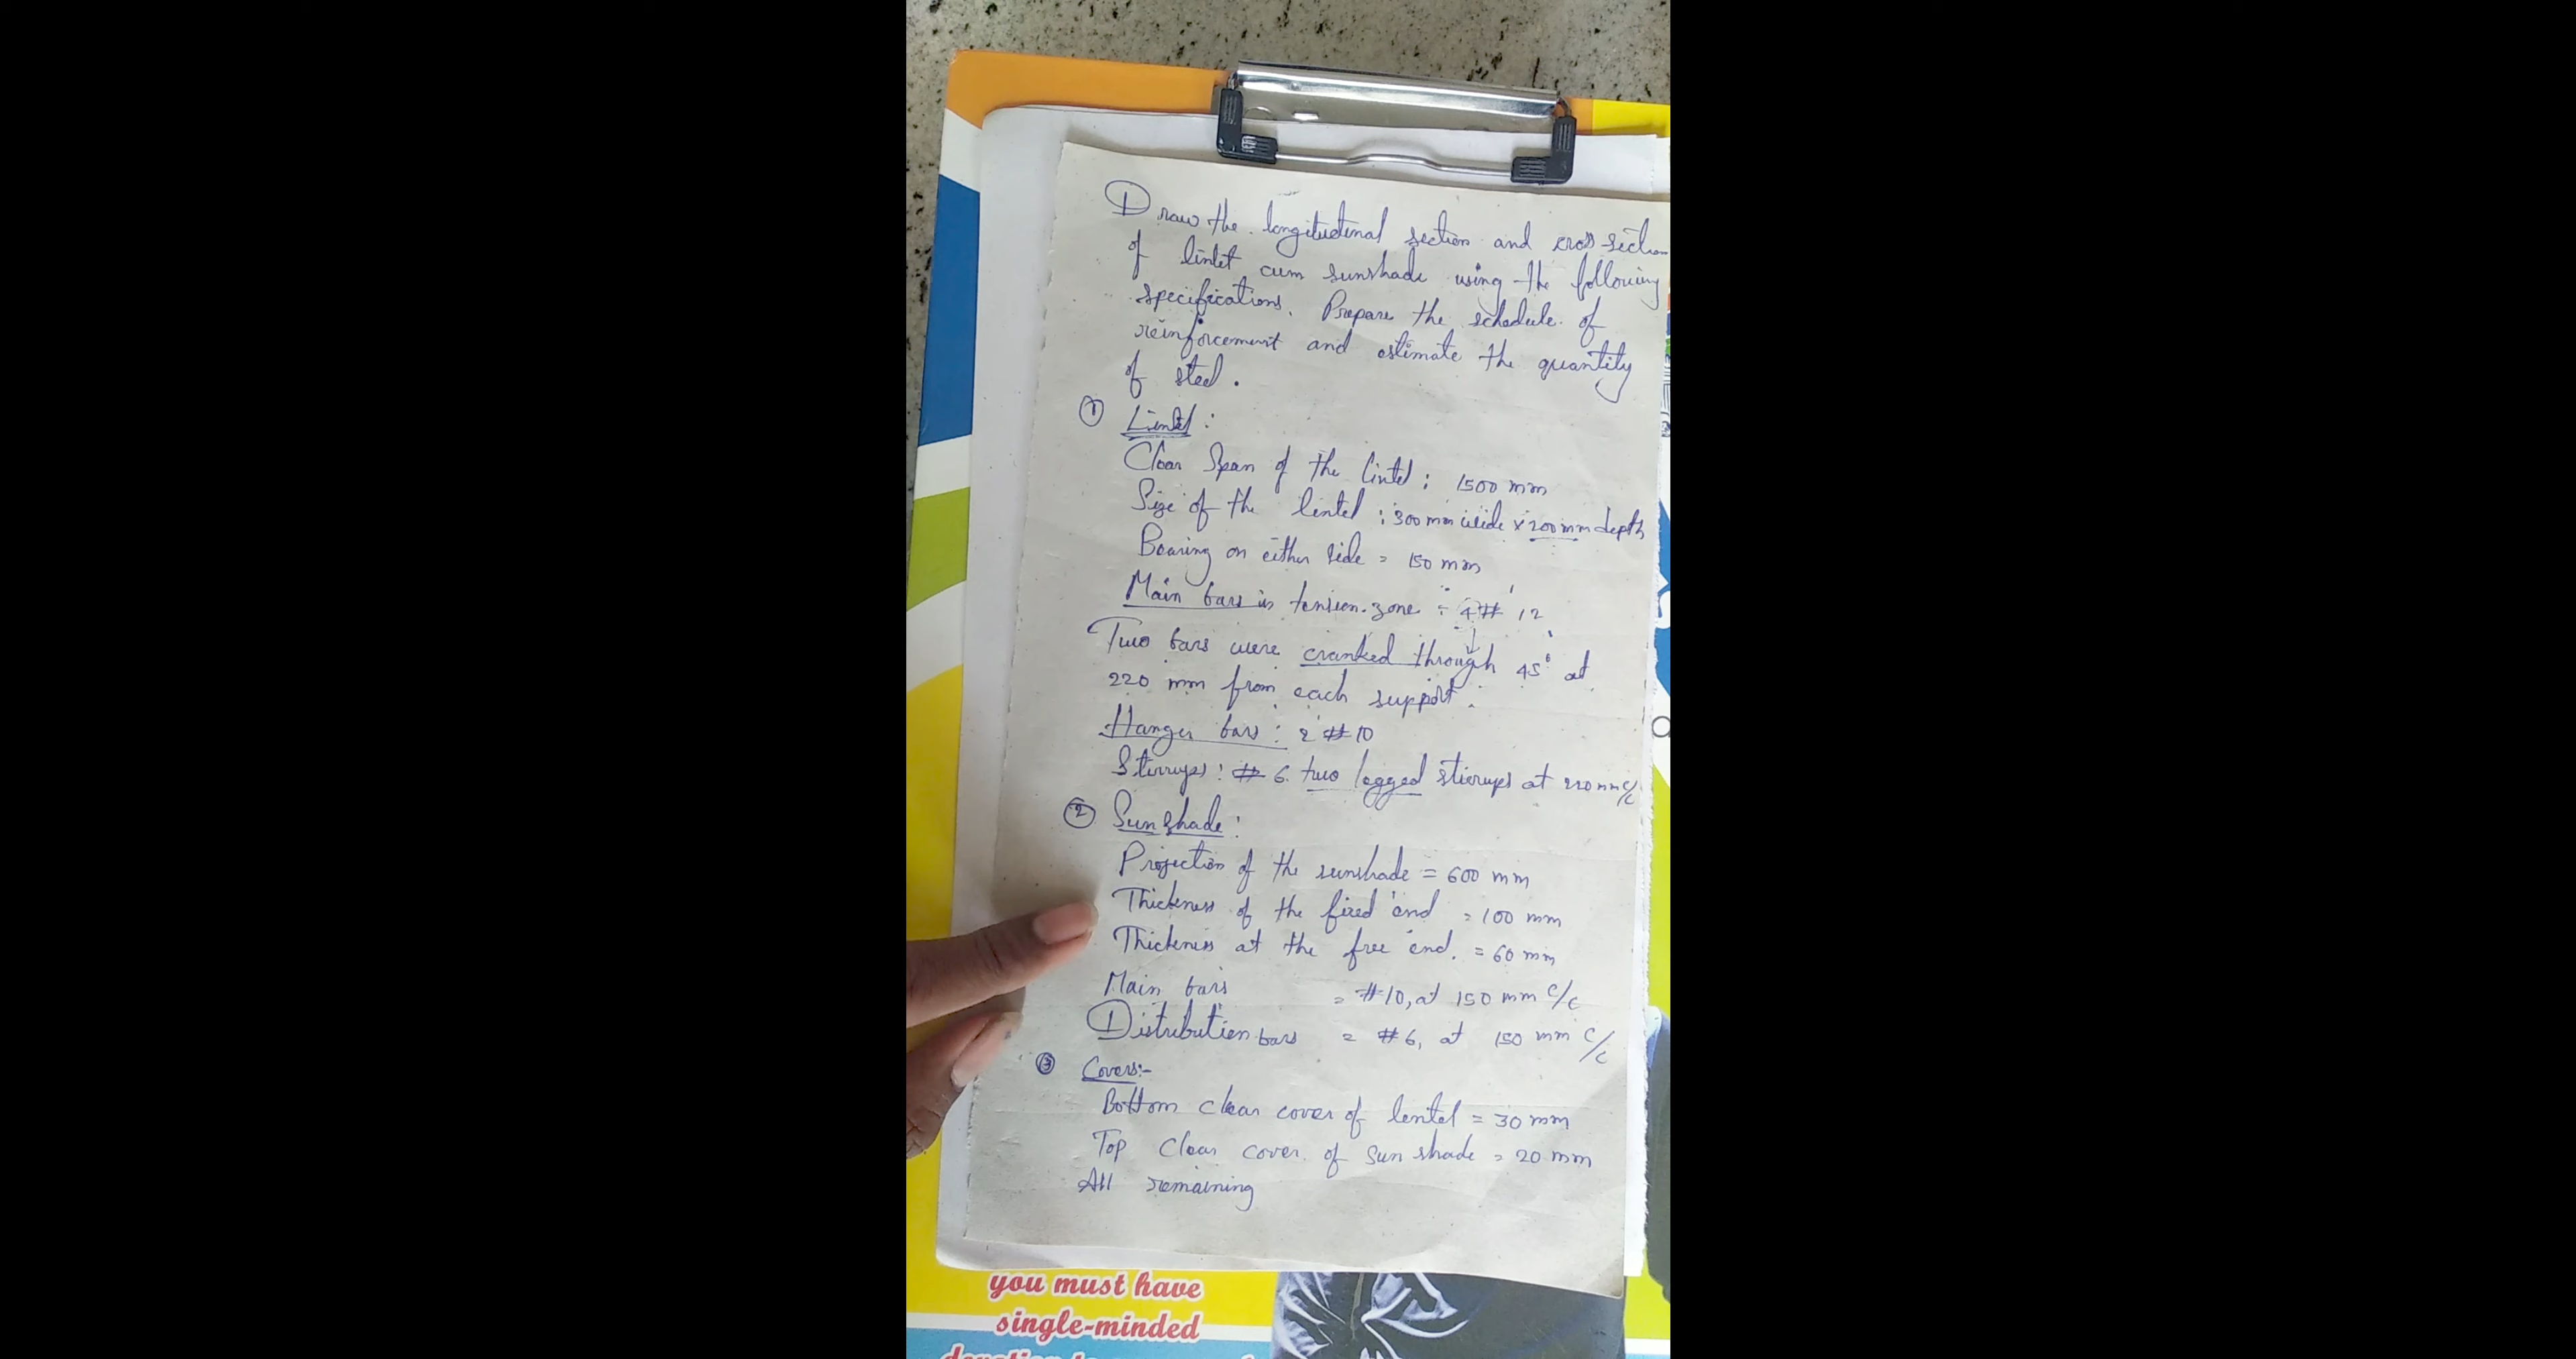 Draw the longitudinal section and cross section
of lintel cum sunshade using the following
specifications. Prepare the schedule of
reinforcement and estimate the quantity
of steel.
① Lintel:
Clear Span of the lintel: 1500 mm
Size of the lintel: 300 mm wide x 200 mm depth
Bearing on either side = 150 mm
Main bars in tension zone: 4 # 12
Two bars were cranked through 45° at
220 mm from each support.
Hanger bars: 2 # 10
Stirrups: # 6 two legged stirrups at 220 mm c/c
② Sunshade:
Projection of the sunshade = 600 mm
Thickness of the fixed end = 100 mm
Thickness at the free end. = 60 mm
Main bars = #10, at 150 mm c/c
Distribution bars = #6, at 150 mm c/c
③ Covers:-
Bottom clear cover of lentel = 30 mm
Top clear cover of sun shade = 20 mm
All remaining
you must have
single-minded